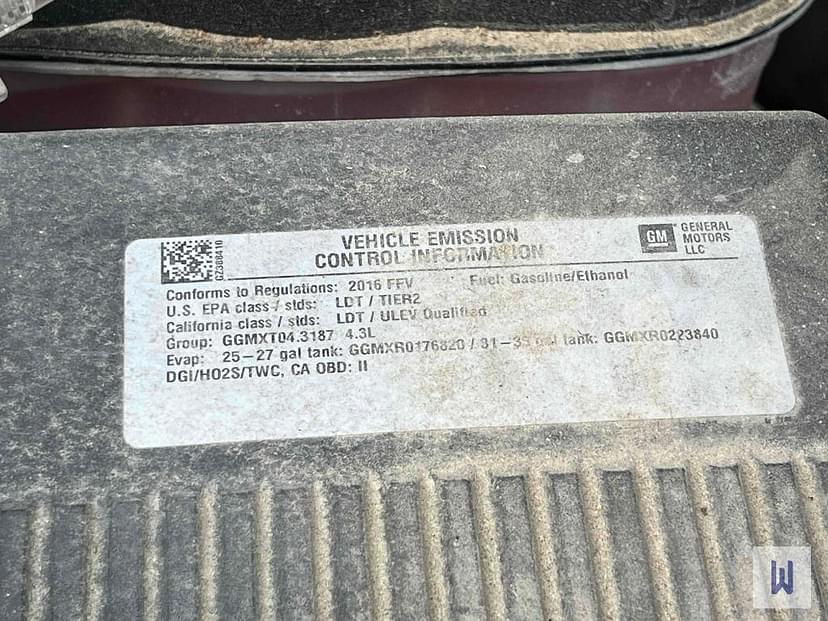 GZ388410
VEHICLE EMISSION
CONTROL INFORMATION
GM
GENERAL
MOTORS
LLC
Conforms to Regulations: 2016 FFV Fuel: Gasoline/Ethanol
U.S. EPA class / stds: LDT / TIER2
California class / stds: LDT / ULEV Qualified
Group: GGMXT04.3187 4.3L
Evap: 25-27 gal tank: GGMXR0176820 / 31-35 gal tank: GGMXR0223840
DGI/HO2S/TWC, CA OBD: II
W